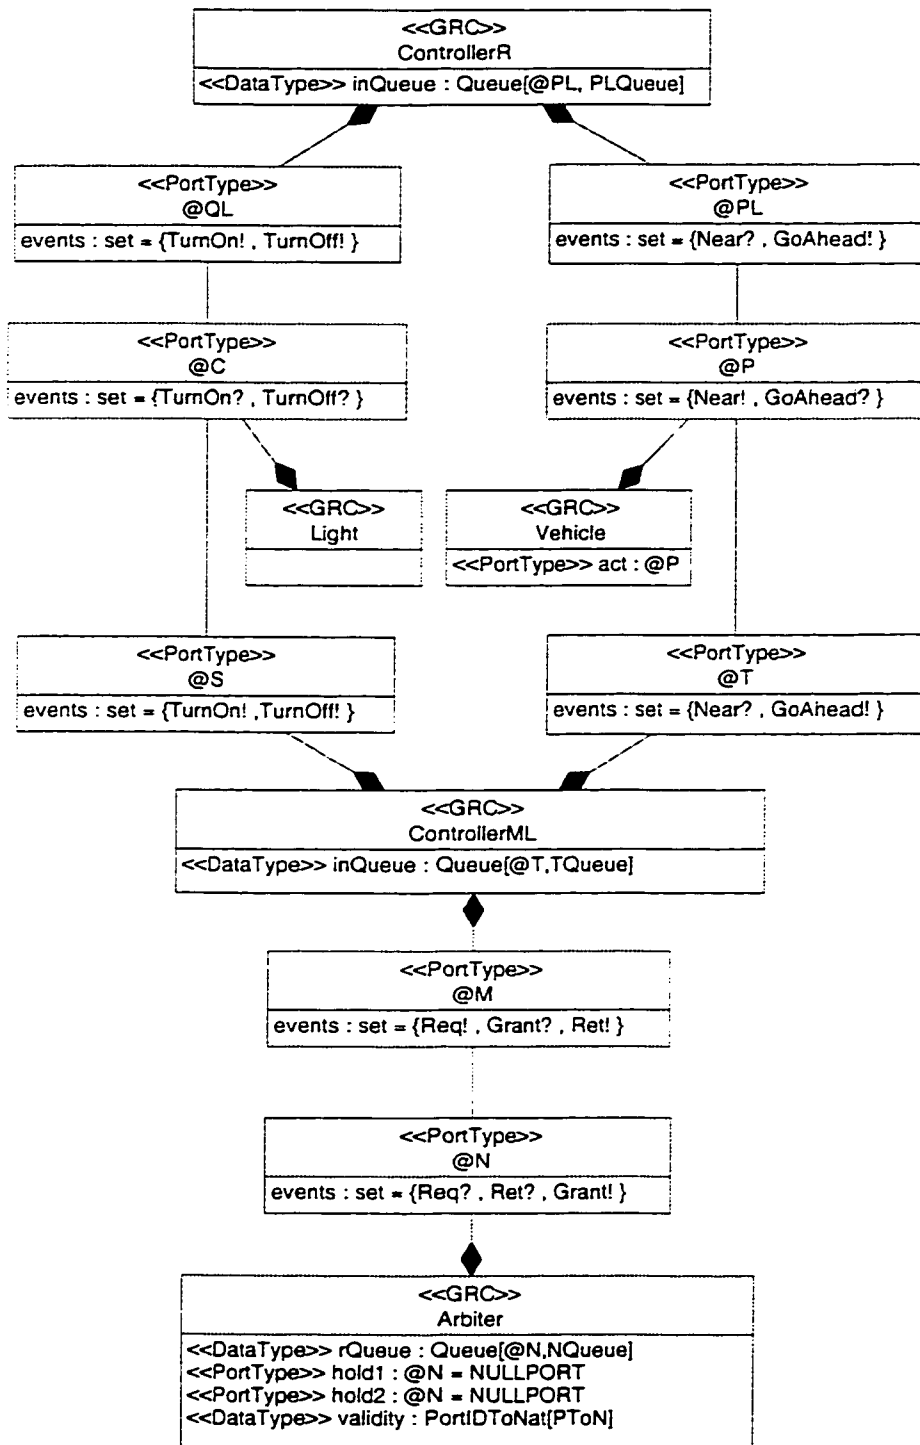 <<GRC>>
ControllerR
<<DataType>> inQueue : Queue[@PL, PLQueue]
<<PortType>>
@QL
events : set = {TurnOn! , TurnOff! }
<<PortType>>
@PL
events : set = {Near? , GoAhead! }
<<PortType>>
@C
events : set = {TurnOn? , TurnOff? }
<<PortType>>
@P
events : set = {Near! , GoAhead? }
<<GRC>>
Light
<<GRC>>
Vehicle
<<PortType>> act : @P
<<PortType>>
@S
events : set = {TurnOn! ,TurnOff! }
<<PortType>>
@T
events : set = {Near? , GoAhead! }
<<GRC>>
ControllerML
<<DataType>> inQueue : Queue[@T,TQueue]
<<PortType>>
@M
events : set = {Req! , Grant? , Ret! }
<<PortType>>
@N
events : set = {Req? , Ret? , Grant! }
<<GRC>>
Arbiter
<<DataType>> rQueue : Queue[@N,NQueue]
<<PortType>> hold1 : @N = NULLPORT
<<PortType>> hold2 : @N = NULLPORT
<<DataType>> validity : PortIDToNat[PToN]